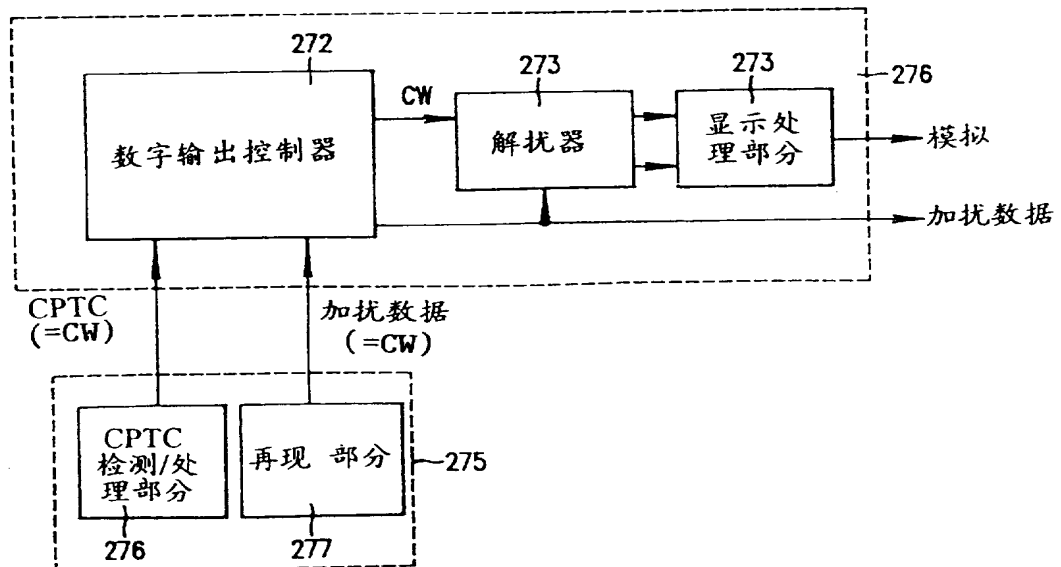 272
CW
273
273
276
数字输出控制器
解扰器
显示处
理部分
模拟
加扰数据
CPTC
(=CW)
加扰数据
(=CW)
CPTC
检测/处
理部分
再现 部分
275
276
277